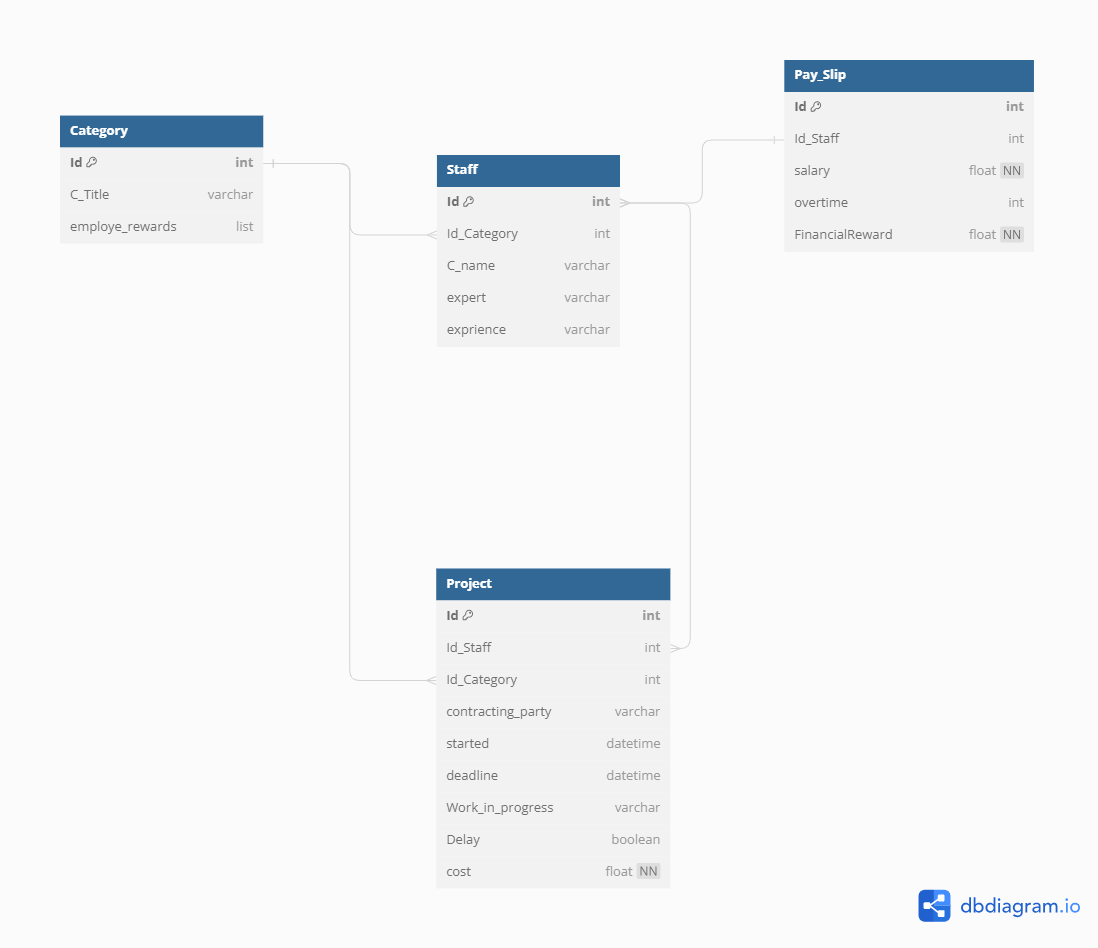 Category
Id int
C_Title varchar
employe_rewards list
Staff
Id int
Id_Category int
C_name varchar
expert varchar
exprience varchar
Pay_Slip
Id int
Id_Staff int
salary float NN
overtime int
FinancialReward float NN
Project
Id int
Id_Staff int
Id_Category int
contracting_party varchar
started datetime
deadline datetime
Work_in_progress varchar
Delay boolean
cost float NN
dbdiagram.io